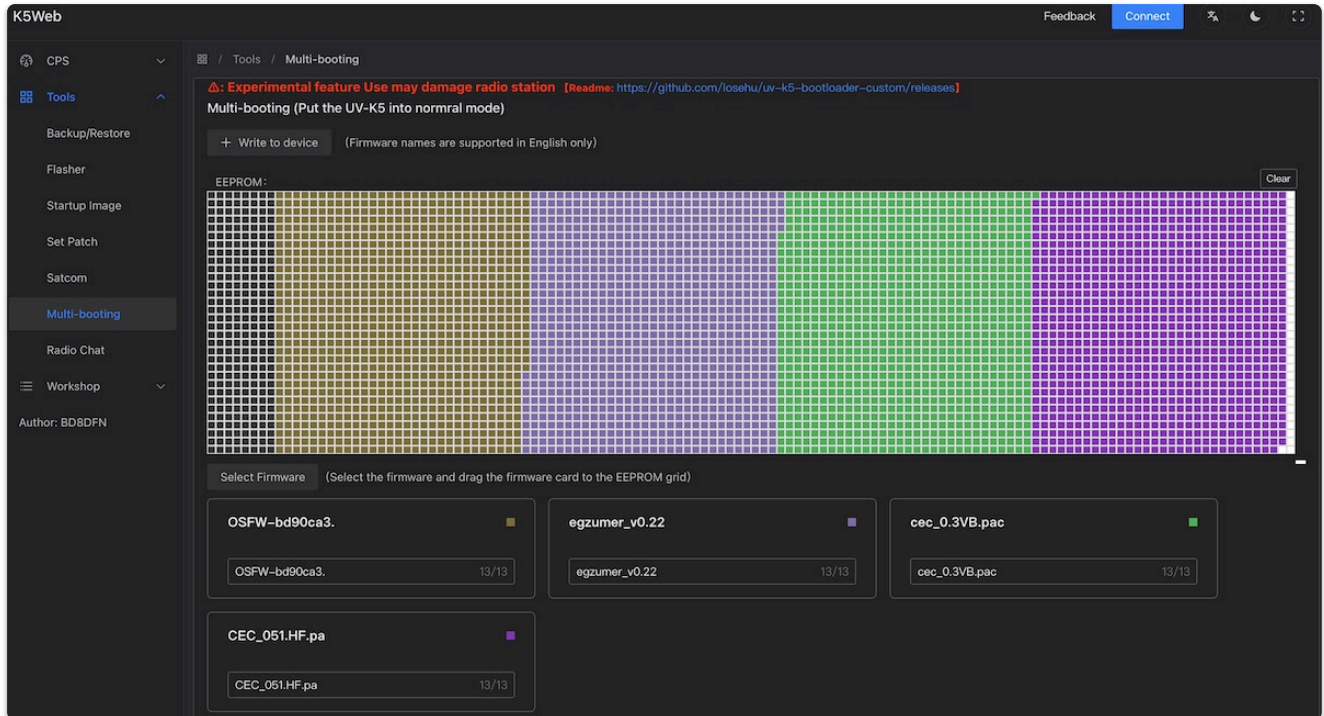 K5Web
Feedback Connect
CPS
Tools
Backup/Restore
Flasher
Startup Image
Set Patch
Satcom
Multi-booting
Radio Chat
Workshop
Author: BD8DFN
/ Tools / Multi-booting
⚠: Experimental feature Use may damage radio station [Readme: https://github.com/losehu/uv-k5-bootloader-custom/releases]
Multi-booting (Put the UV-K5 into normral mode)
+ Write to device (Firmware names are supported in English only)
EEPROM: Clear
Select Firmware (Select the firmware and drag the firmware card to the EEPROM grid)
OSFW-bd90ca3.
OSFW-bd90ca3. 13/13
egzumer_v0.22
egzumer_v0.22 13/13
cec_0.3VB.pac
cec_0.3VB.pac 13/13
CEC_051.HF.pa
CEC_051.HF.pa 13/13